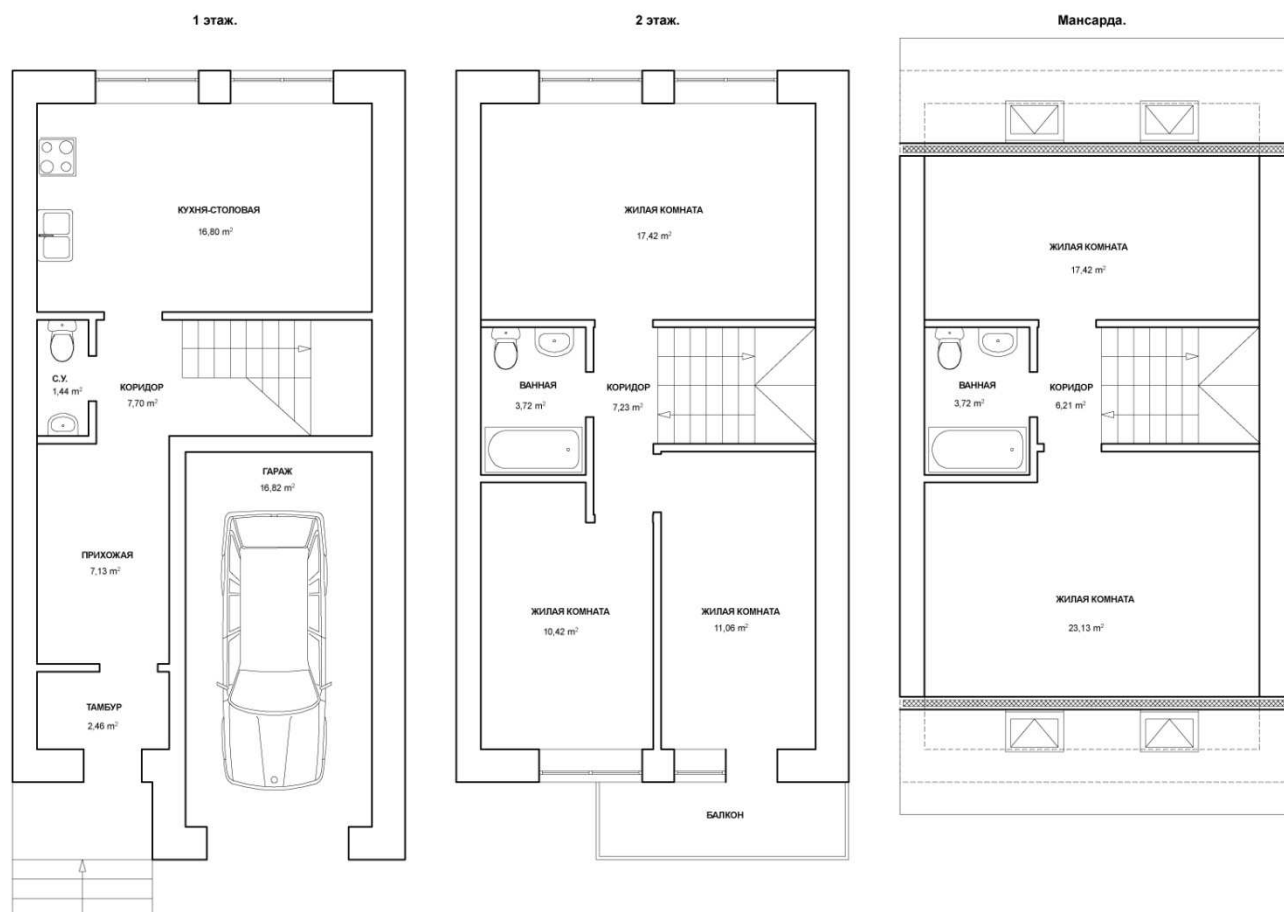 1 этаж.
КУХНЯ-СТОЛОВАЯ
16,80 m²
С.У.
1,44 m²
КОРИДОР
7,70 m²
ГАРАЖ
16,82 m²
ПРИХОЖАЯ
7,13 m²
ТАМБУР
2,46 m²
2 этаж.
ЖИЛАЯ КОМНАТА
17,42 m²
ВАННАЯ
3,72 m²
КОРИДОР
7,23 m²
ЖИЛАЯ КОМНАТА
10,42 m²
ЖИЛАЯ КОМНАТА
11,06 m²
БАЛКОН
Мансарда.
ЖИЛАЯ КОМНАТА
17,42 m²
ВАННАЯ
3,72 m²
КОРИДОР
6,21 m²
ЖИЛАЯ КОМНАТА
23,13 m²